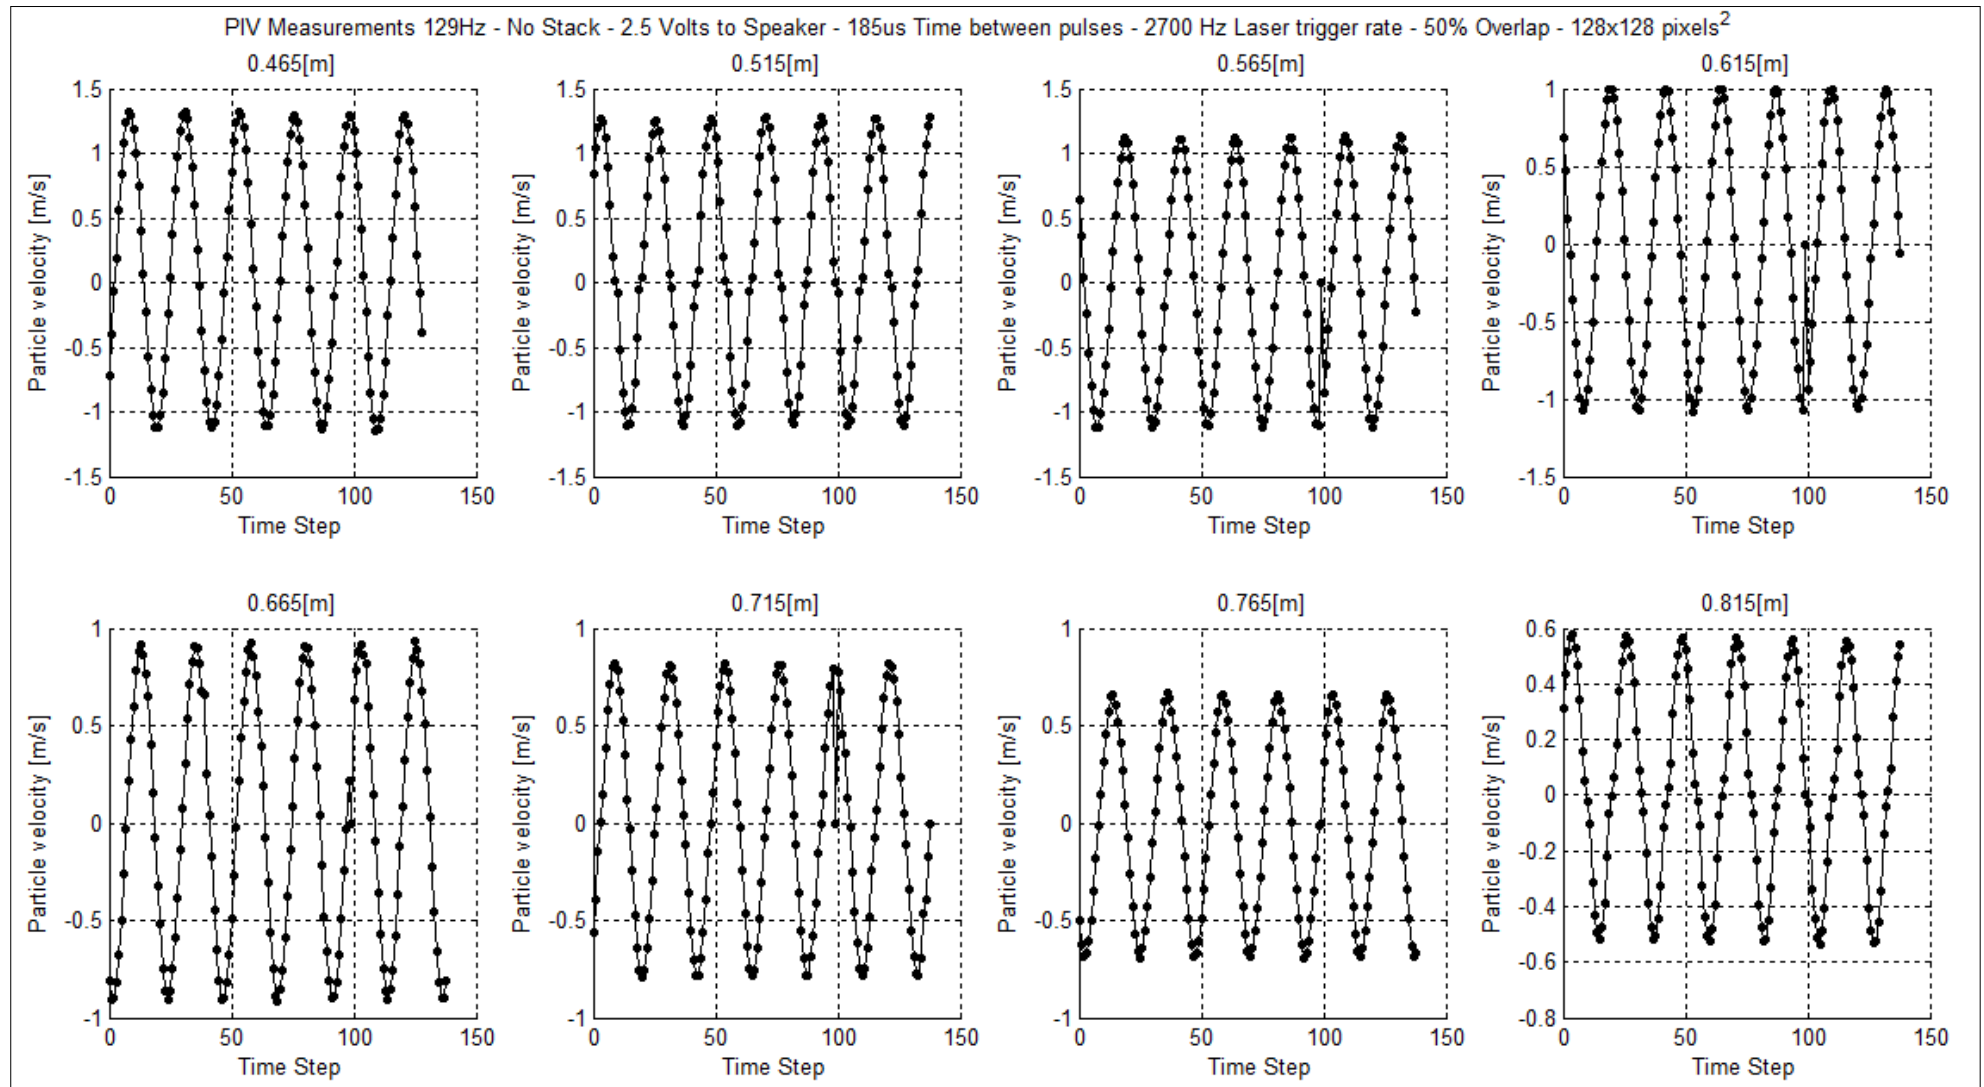 PIV Measurements 129Hz - No Stack - 2.5 Volts to Speaker - 185us Time between pulses - 2700 Hz Laser trigger rate - 50% Overlap - 128x128 pixels²
0.465[m]
1.5
1
0.5
0
-0.5
-1
-1.5
0 50 100 150
Particle velocity [m/s]
Time Step
0.515[m]
1.5
1
0.5
0
-0.5
-1
-1.5
0 50 100 150
Particle velocity [m/s]
Time Step
0.565[m]
1.5
1
0.5
0
-0.5
-1
-1.5
0 50 100 150
Particle velocity [m/s]
Time Step
0.615[m]
1
0.5
0
-0.5
-1
-1.5
0 50 100 150
Particle velocity [m/s]
Time Step
0.665[m]
1
0.5
0
-0.5
-1
0 50 100 150
Particle velocity [m/s]
Time Step
0.715[m]
1
0.5
0
-0.5
-1
0 50 100 150
Particle velocity [m/s]
Time Step
0.765[m]
1
0.5
0
-0.5
-1
0 50 100 150
Particle velocity [m/s]
Time Step
0.815[m]
0.6
0.4
0.2
0
-0.2
-0.4
-0.6
-0.8
0 50 100 150
Particle velocity [m/s]
Time Step